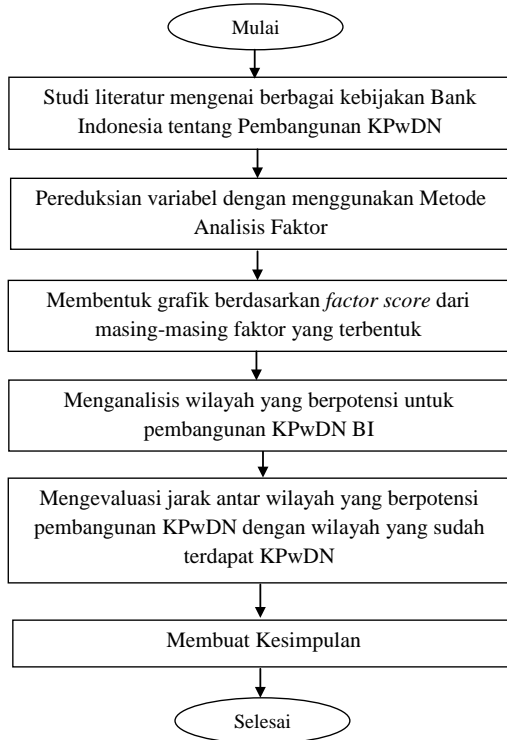 Mulai
Studi literatur mengenai berbagai kebijakan Bank
Indonesia tentang Pembangunan KPwDN
Pereduksian variabel dengan menggunakan Metode
Analisis Faktor
Membentuk grafik berdasarkan factor score dari
masing-masing faktor yang terbentuk
Menganalisis wilayah yang berpotensi untuk
pembangunan KPwDN BI
Mengevaluasi jarak antar wilayah yang berpotensi
pembangunan KPwDN dengan wilayah yang sudah
terdapat KPwDN
Membuat Kesimpulan
Selesai